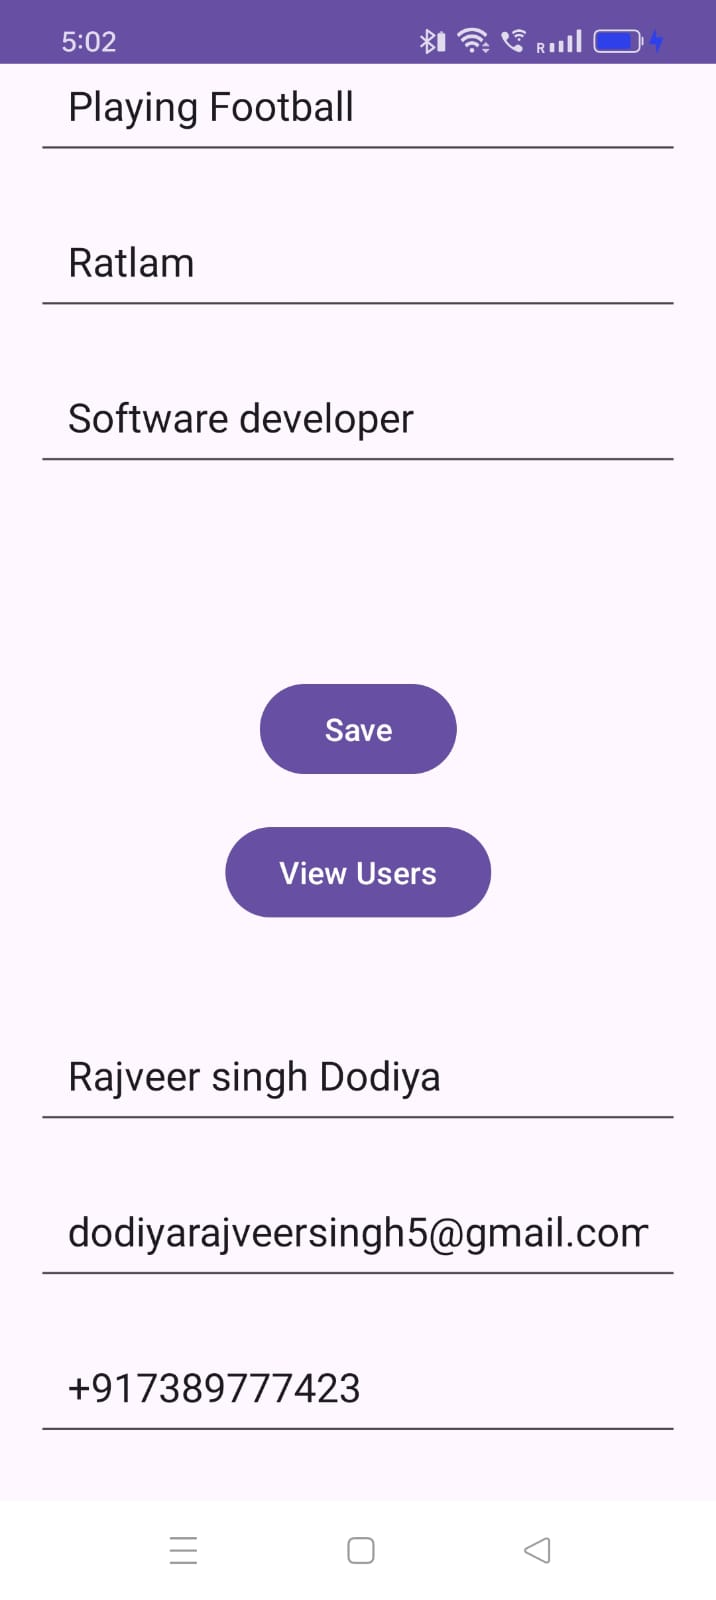 5:02
R
Playing Football
Ratlam
Software developer
Save
View Users
Rajveer singh Dodiya
dodiyarajveersingh5@gmail.com
+917389777423